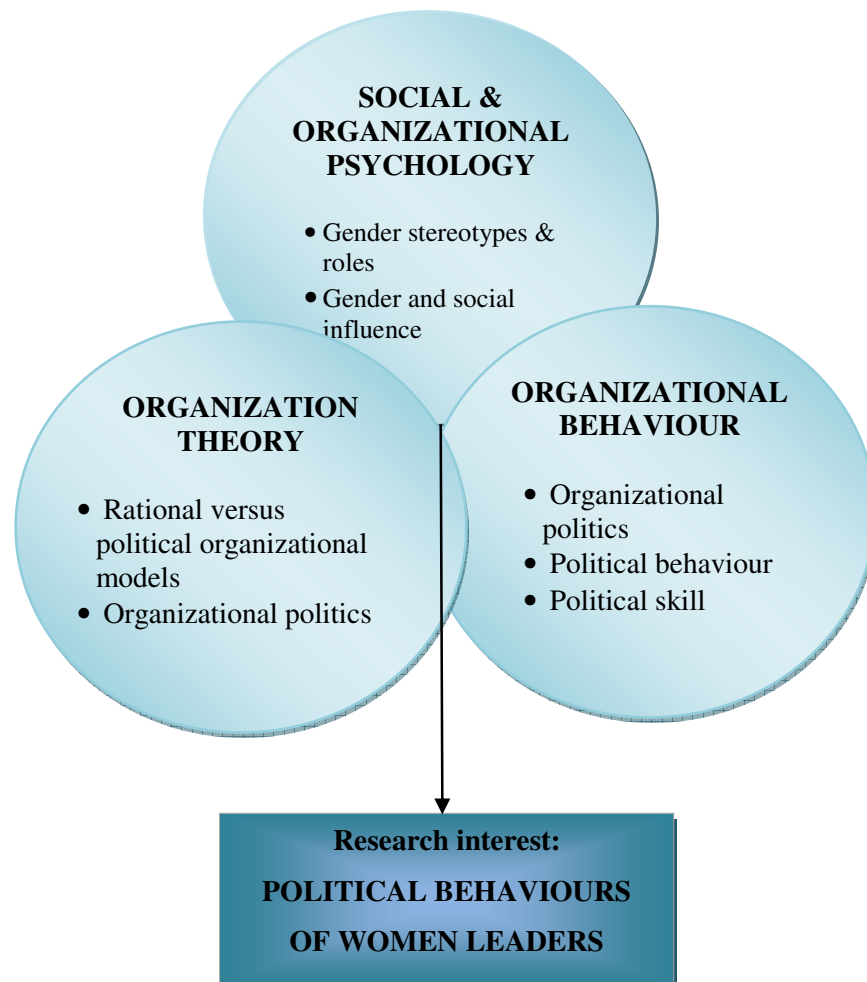 SOCIAL &
ORGANIZATIONAL
PSYCHOLOGY
• Gender stereotypes &
roles
• Gender and social
influence
ORGANIZATION
THEORY
• Rational versus
political organizational
models
• Organizational politics
ORGANIZATIONAL
BEHAVIOUR
• Organizational
politics
• Political behaviour
• Political skill
Research interest:
POLITICAL BEHAVIOURS
OF WOMEN LEADERS